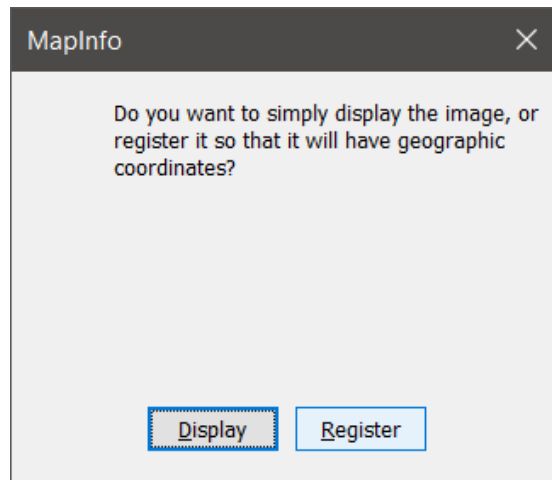 MapInfo
Do you want to simply display the image, or
register it so that it will have geographic
coordinates?
Display
Register